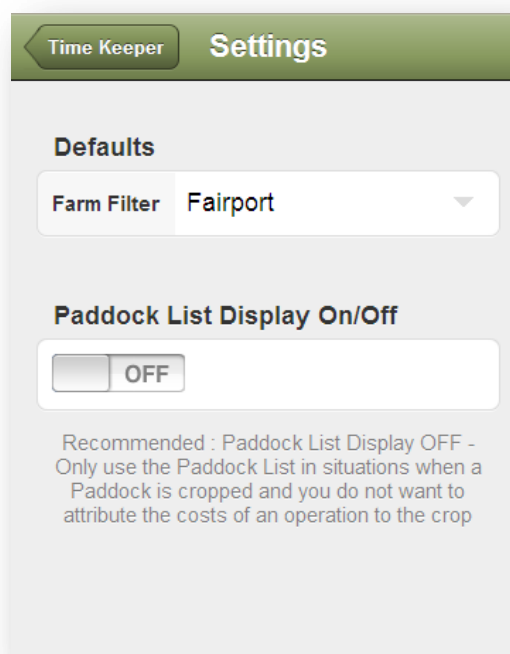 Time Keeper Settings
Defaults
Farm Filter Fairport
Paddock List Display On/Off
OFF
Recommended : Paddock List Display OFF -
Only use the Paddock List in situations when a
Paddock is cropped and you do not want to
attribute the costs of an operation to the crop